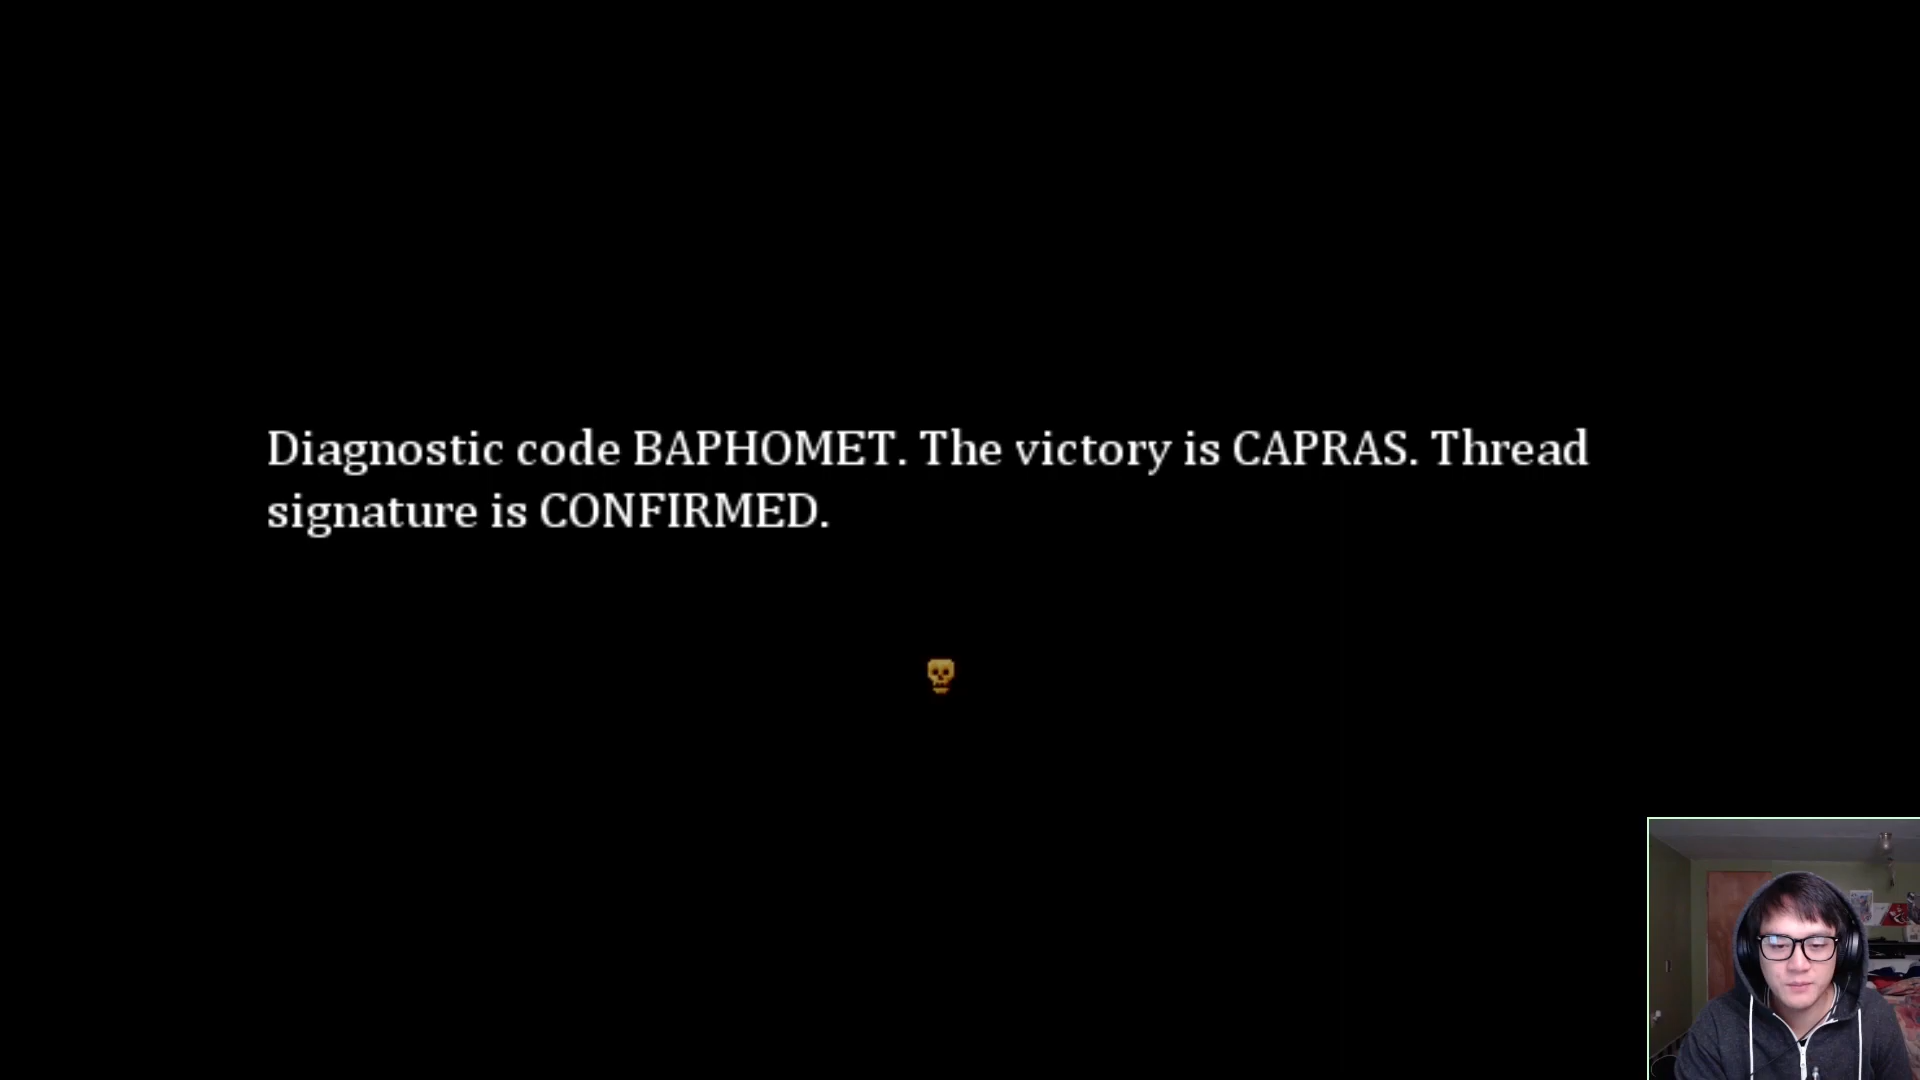 Diagnostic code BAPHOMET. The victory is CAPRAS. Thread
signature is CONFIRMED.